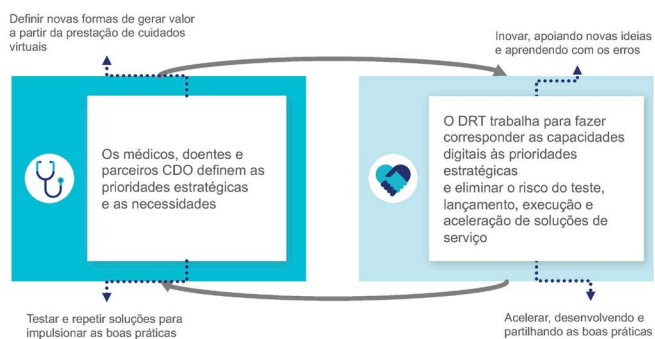 Definir novas formas de gerar valor
a partir da prestação de cuidados
virtuais
Inovar, apoiando novas ideias
e aprendendo com os erros
Os médicos, doentes e
parceiros CDO definem as
prioridades estratégicas
e as necessidades
O DRT trabalha para fazer
corresponder as capacidades
digitais às prioridades
estratégicas
e eliminar o risco do teste,
lançamento, execução e
aceleração de soluções de
serviço
Testar e repetir soluções para
impulsionar as boas práticas
Acelerar, desenvolvendo e
partilhando as boas práticas